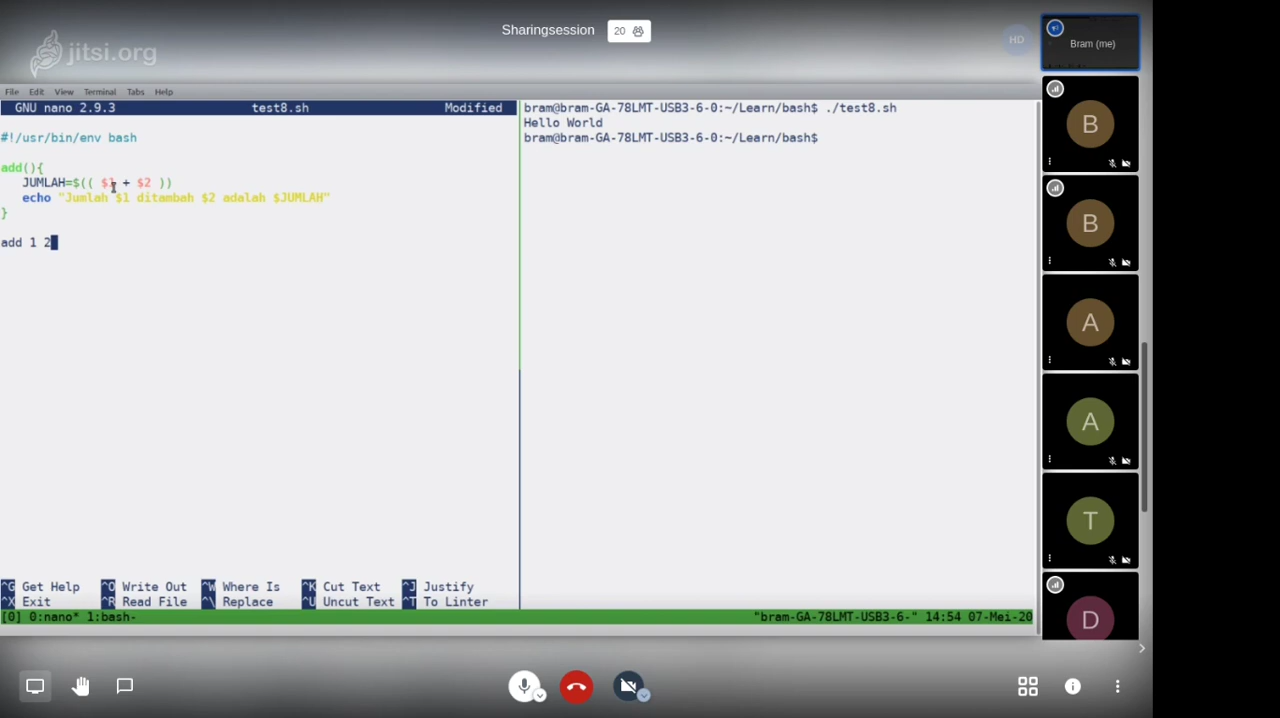 Sharingsession 20
HD
jitsi.org
Bram (me)
File Edit View Terminal Tabs Help
GNU nano 2.9.3 test8.sh Modified
#!/usr/bin/env bash
add(){
JUMLAH=$(( $1 + $2 ))
echo "Jumlah $1 ditambah $2 adalah $JUMLAH"
}
add 1 2
^G Get Help ^O Write Out ^W Where Is ^K Cut Text ^J Justify
^X Exit ^R Read File ^\ Replace ^U Uncut Text ^T To Linter
bram@bram-GA-78LMT-USB3-6-0:~/Learn/bash$ ./test8.sh
Hello World
bram@bram-GA-78LMT-USB3-6-0:~/Learn/bash$
[0] 0:nano* 1:bash- "bram-GA-78LMT-USB3-6-" 14:54 07-Mei-20
B
B
A
A
T
D